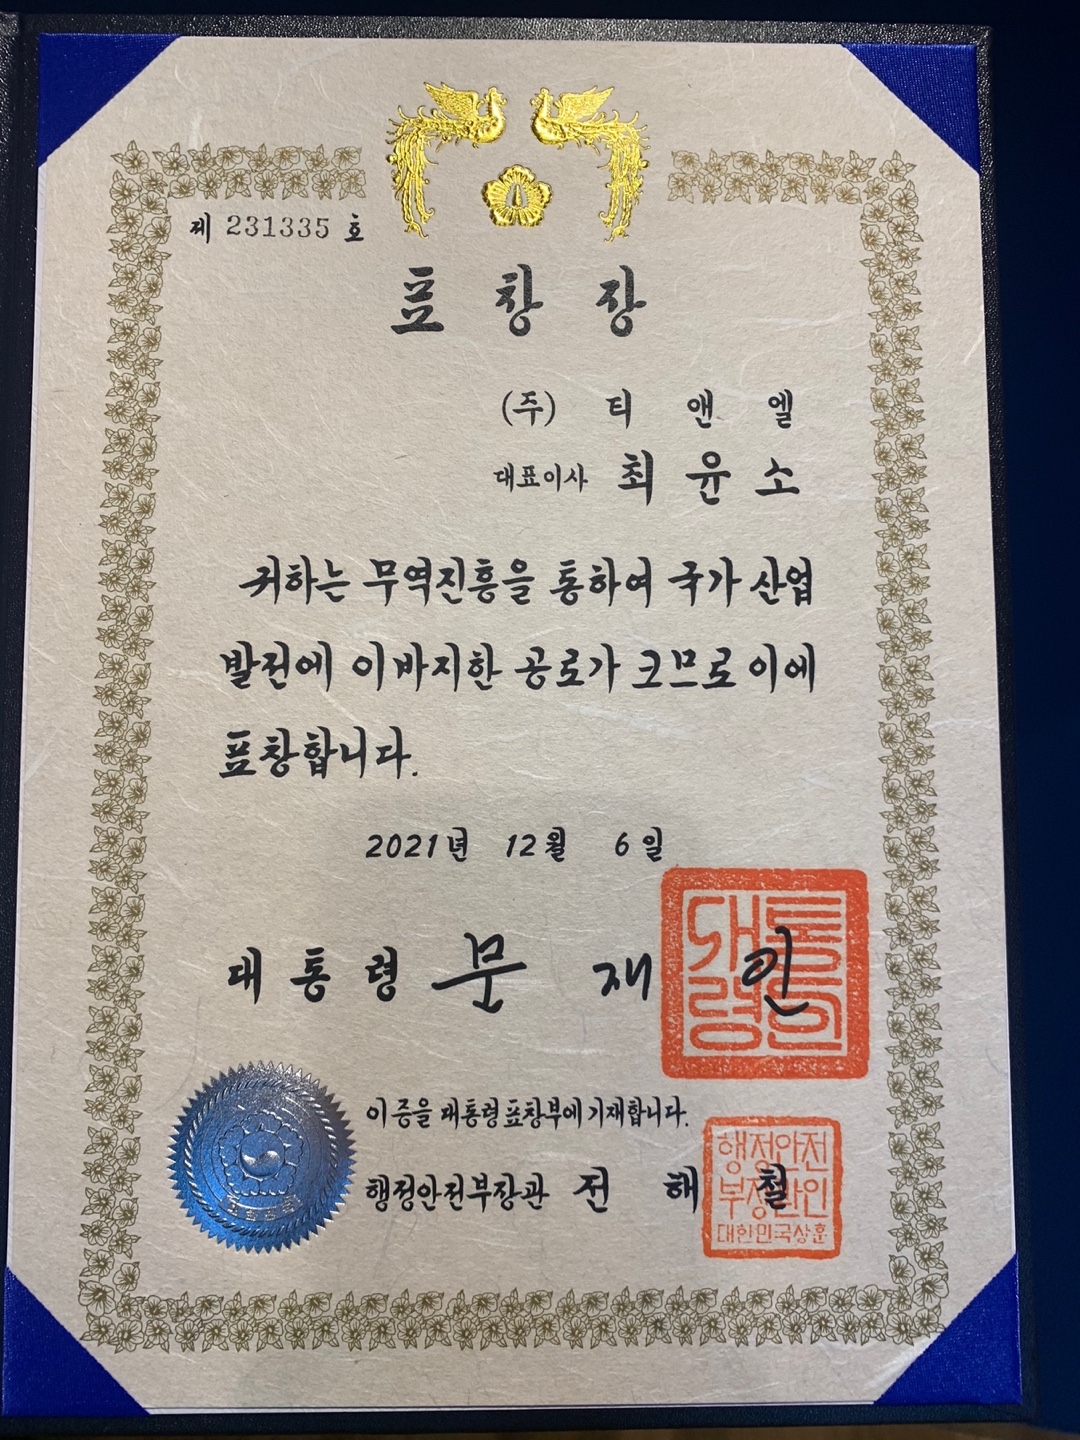 제 231335 호
표 창 장
(주) 티 앤 엘
대표이사 최 윤 소
귀하는 무역진흥을 통하여 국가 산업
발전에 이바지한 공로가 크므로 이에
표창합니다.
2021년 12월 6일
대 통 령 문 재 인
대통
령의
이 증을 대통령표창부에 기재합니다.
행정안전부장관 전 해 철
행정안전
부장관인
대한민국상훈